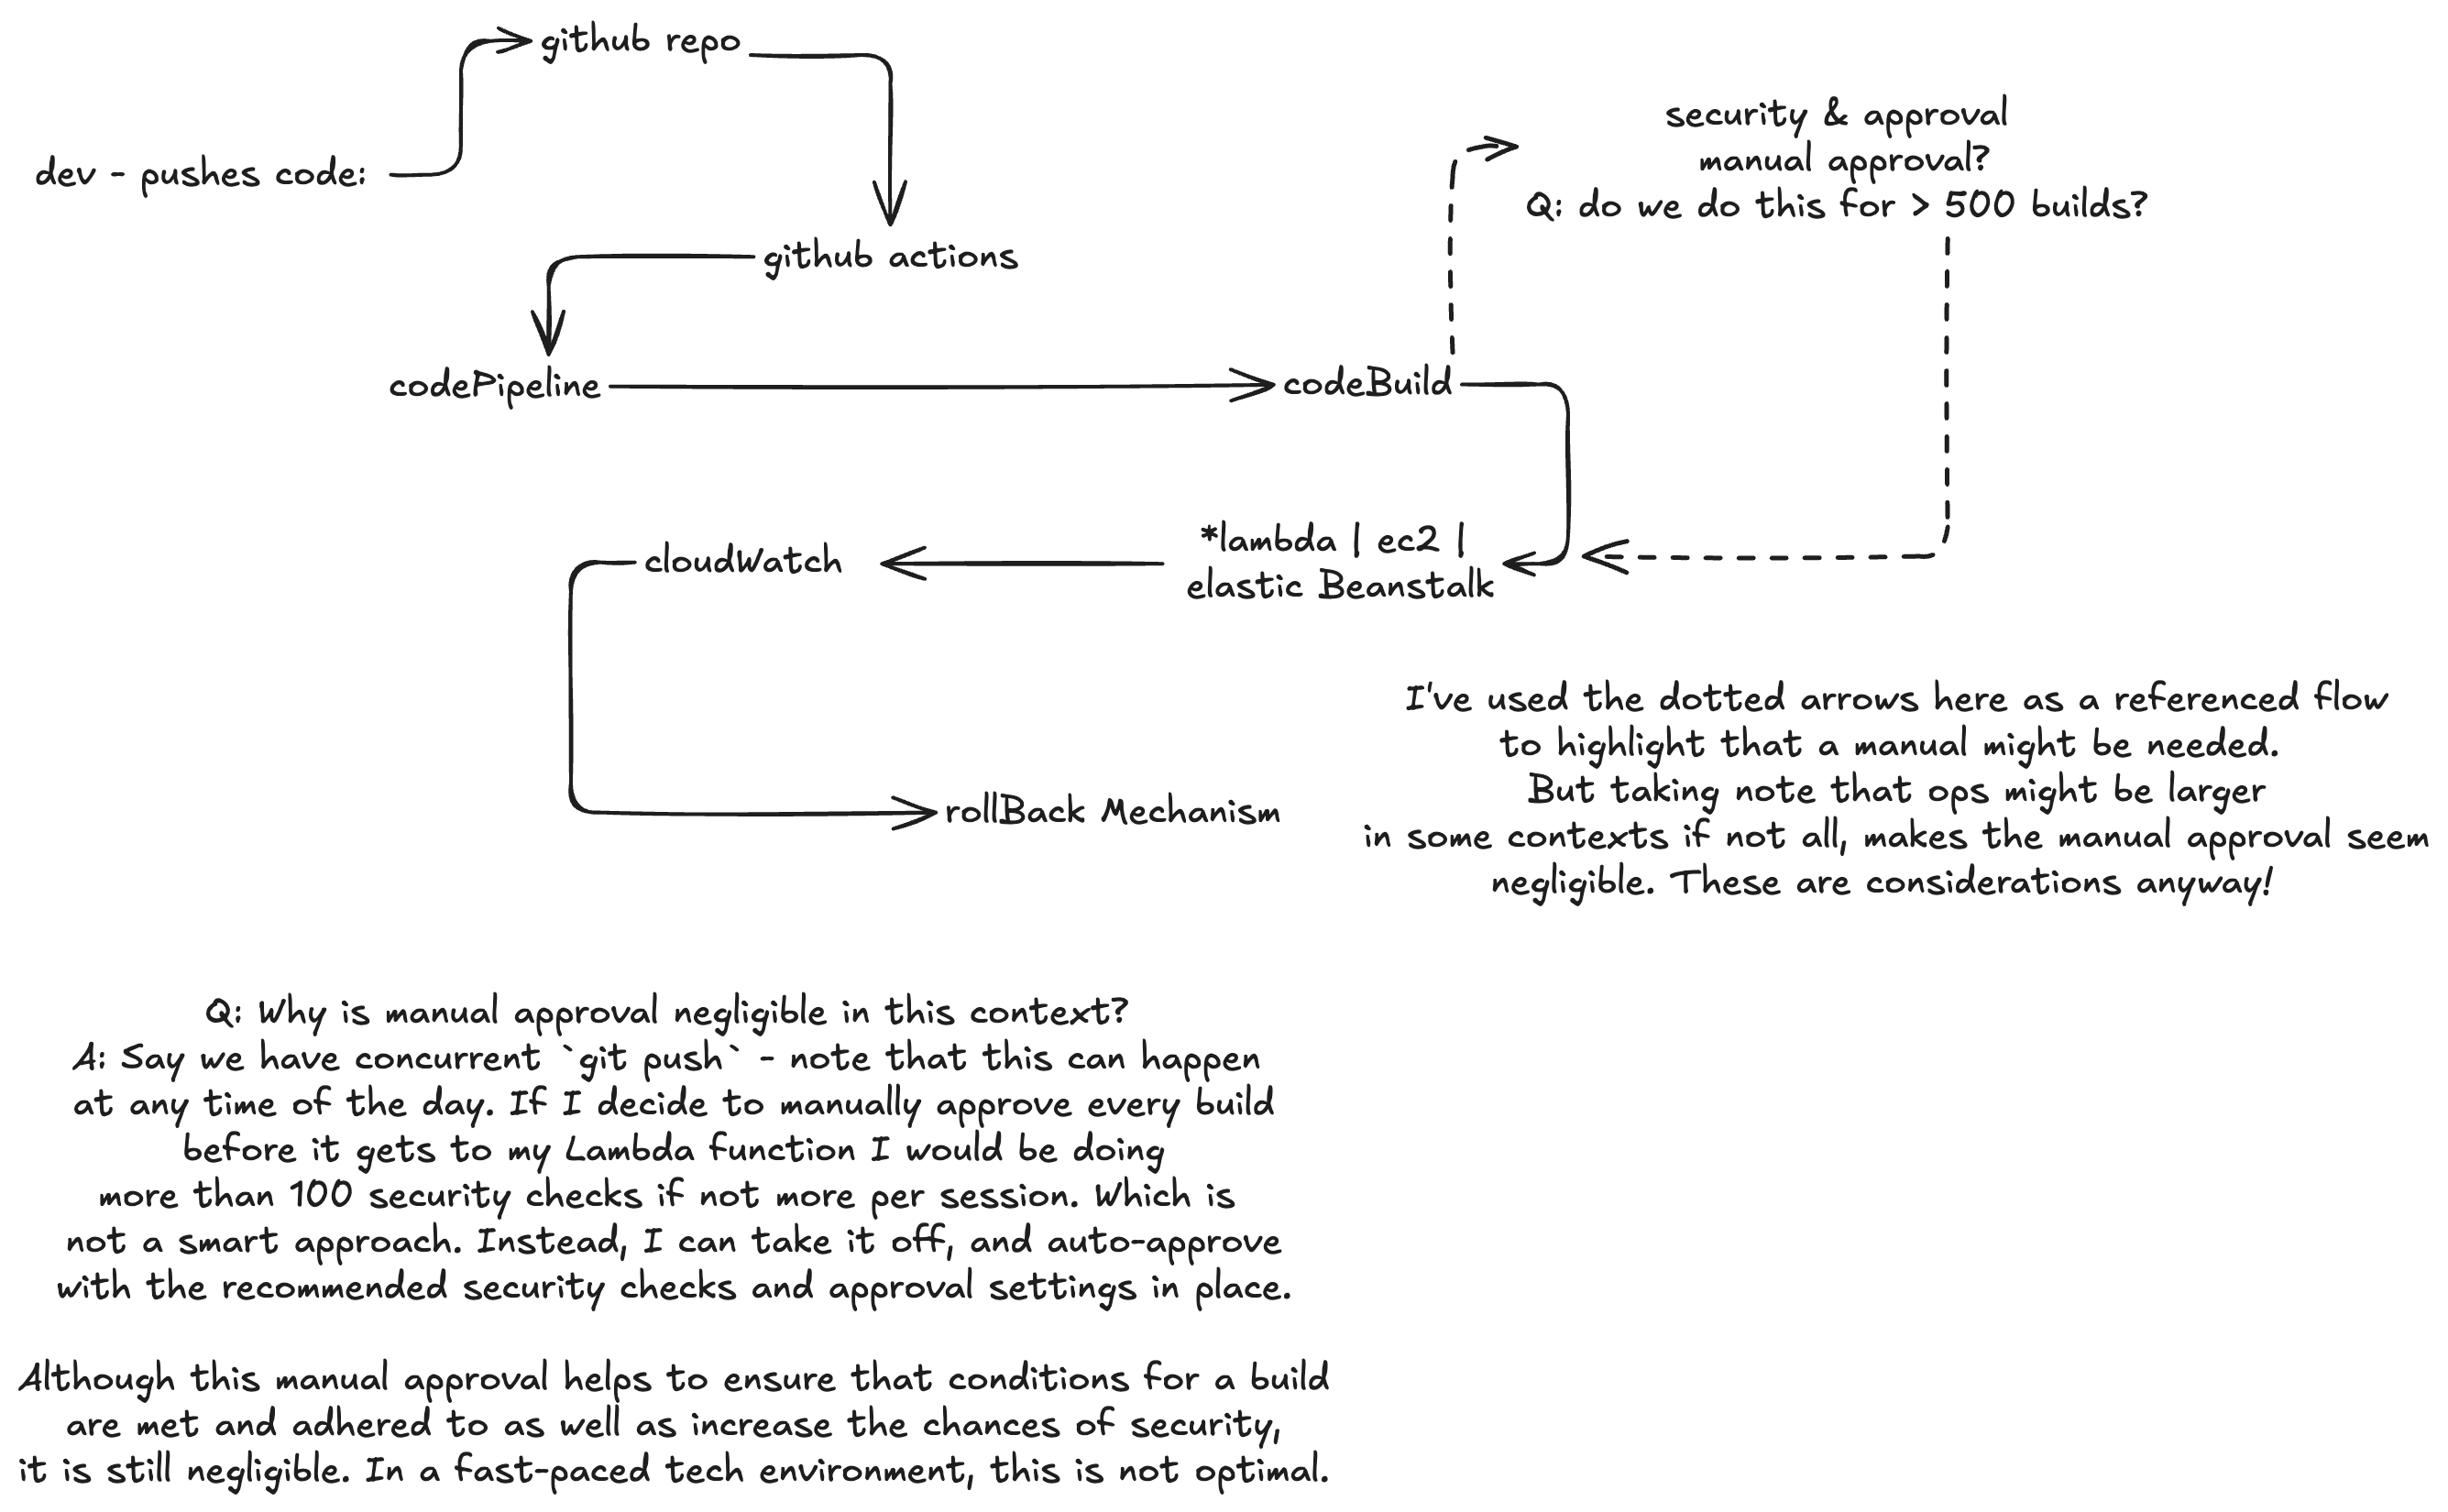 github repo
dev - pushes code:
github actions
security & approval
manual approval?
Q: do we do this for > 500 builds?
codePipeline
codeBuild
*lambda | ec2 |
elastic Beanstalk
cloudWatch
rollBack Mechanism
I've used the dotted arrows here as a referenced flow
to highlight that a manual might be needed.
But taking note that ops might be larger
in some contexts if not all, makes the manual approval seem
negligible. These are considerations anyway!
Q: Why is manual approval negligible in this context?
A: Say we have concurrent `git push` - note that this can happen
at any time of the day. If I decide to manually approve every build
before it gets to my Lambda function I would be doing
more than 100 security checks if not more per session. Which is
not a smart approach. Instead, I can take it off, and auto-approve
with the recommended security checks and approval settings in place.
Although this manual approval helps to ensure that conditions for a build
are met and adhered to as well as increase the chances of security,
it is still negligible. In a fast-paced tech environment, this is not optimal.